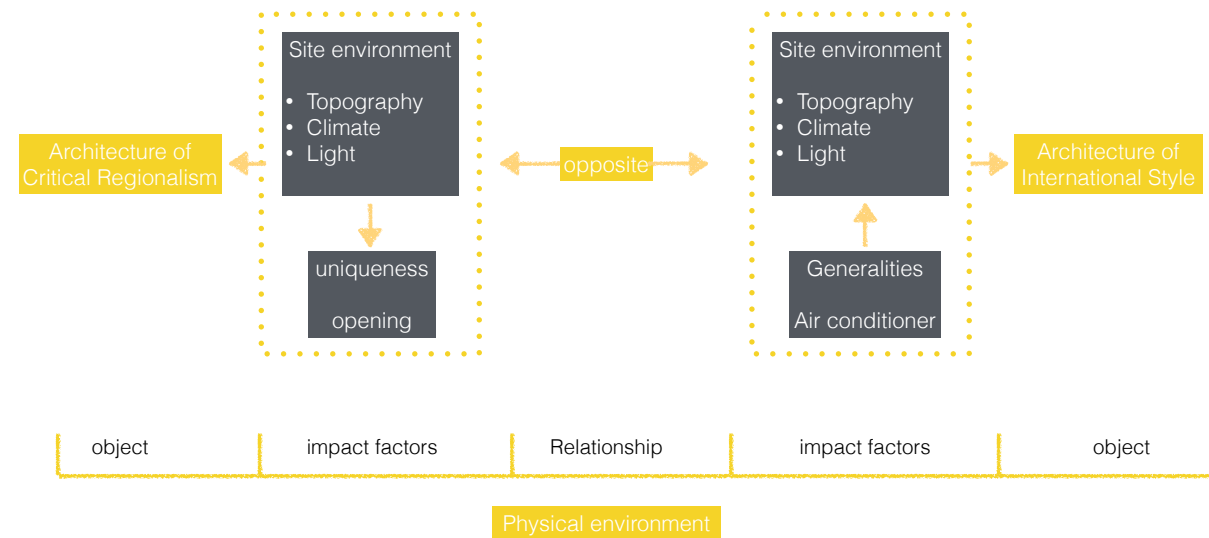 Site environment
• Topography
• Climate
• Light
Architecture of
Critical Regionalism
uniqueness
opening
opposite
Site environment
• Topography
• Climate
• Light
Generalities
Air conditioner
Architecture of
International Style
object
impact factors
Relationship
impact factors
object
Physical environment